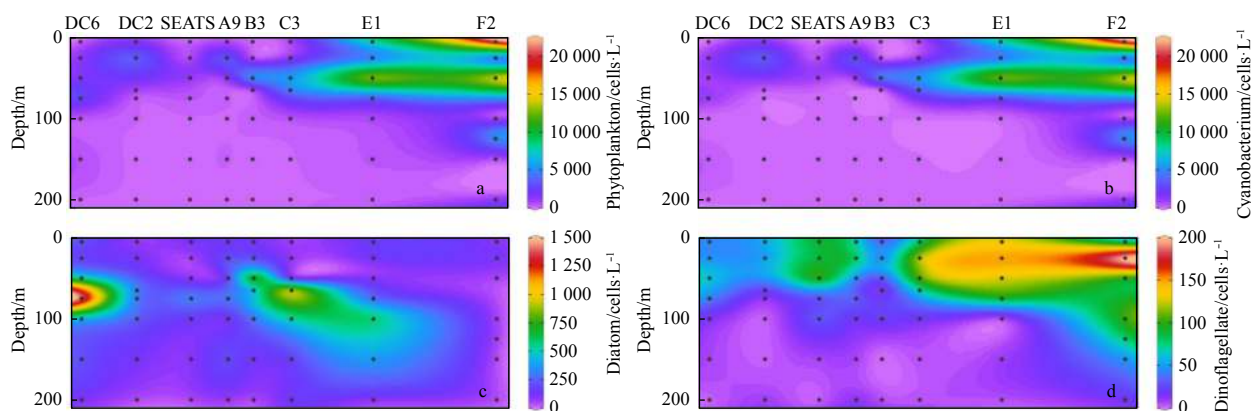 DC6 DC2 SEATS A9 B3 C3 E1 F2
0
100
200
Depth/m
a
20 000
15 000
10 000
5 000
0
Phytoplankton/cells·L⁻¹
DC6 DC2 SEATS A9 B3 C3 E1 F2
0
100
200
Depth/m
b
20 000
15 000
10 000
5 000
0
Cvanobacterium/cells·L⁻¹
0
100
200
Depth/m
c
1 500
1 250
1 000
750
500
250
0
Diatom/cells·L⁻¹
0
100
200
Depth/m
d
200
150
100
50
0
Dinoflagellate/cells·L⁻¹